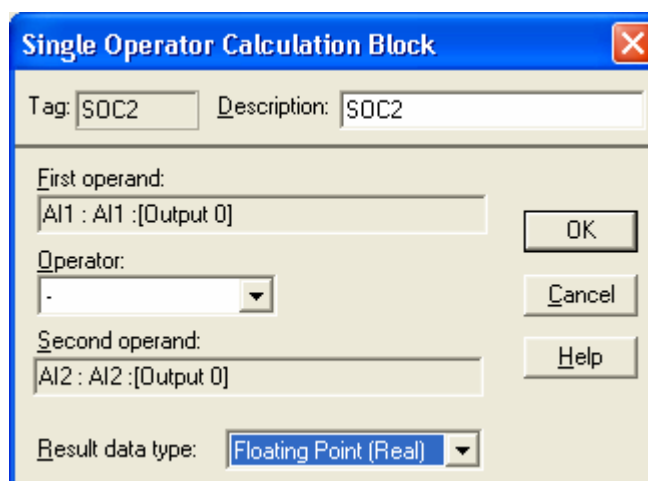 Single Operator Calculation Block
Tag: SOC2 Description: SOC2
First operand:
AI1 : AI1 :[Output 0]
OK
Operator:
-
Cancel
Second operand:
AI2 : AI2 :[Output 0]
Help
Result data type: Floating Point (Real)